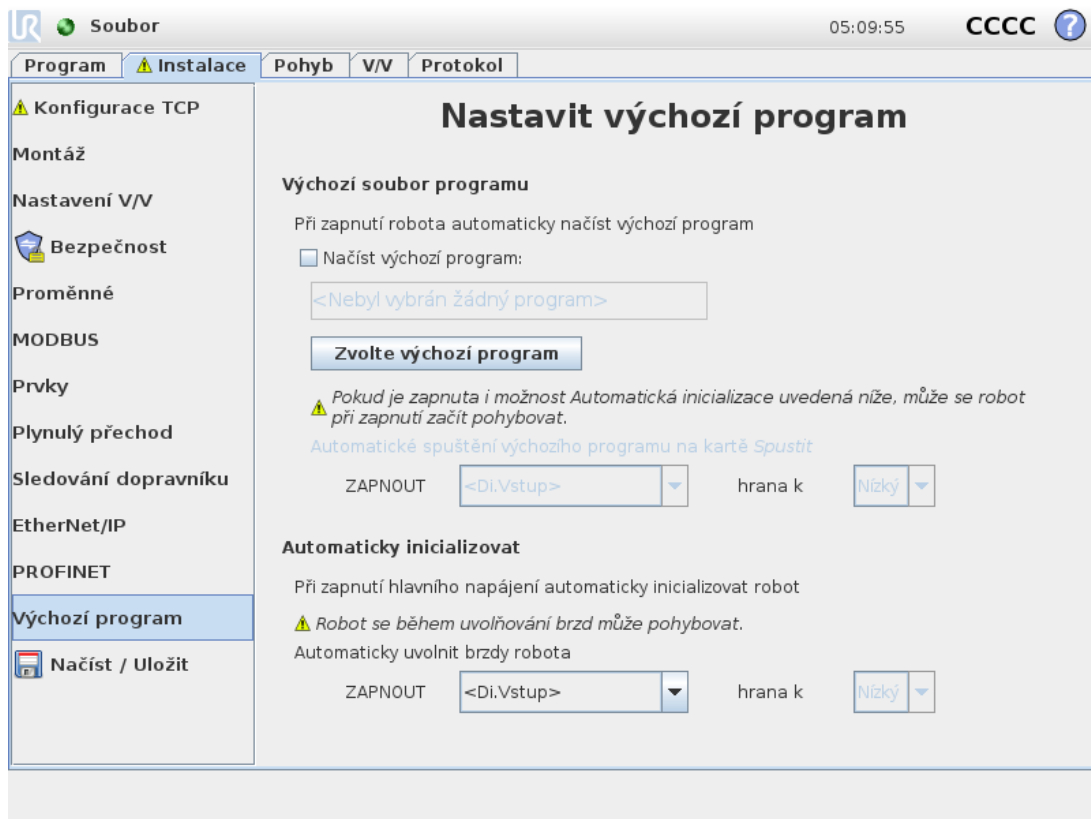 UR Soubor 05:09:55 CCCC ?
Program Instalace Pohyb V/V Protokol
Konfigurace TCP
Montáž
Nastavení V/V
Bezpečnost
Proměnné
MODBUS
Prvky
Plynulý přechod
Sledování dopravníku
EtherNet/IP
PROFINET
Výchozí program
Načíst / Uložit
Nastavit výchozí program
Výchozí soubor programu
Při zapnutí robota automaticky načíst výchozí program
Načíst výchozí program:
<Nebyl vybrán žádný program>
Zvolte výchozí program
Pokud je zapnuta i možnost Automatická inicializace uvedená níže, může se robot
při zapnutí začít pohybovat.
Automatické spuštění výchozího programu na kartě Spustit
ZAPNOUT <Di.Vstup> hrana k Nízký
Automaticky inicializovat
Při zapnutí hlavního napájení automaticky inicializovat robot
Robot se během uvolňování brzd může pohybovat.
Automaticky uvolnit brzdy robota
ZAPNOUT <Di.Vstup> hrana k Nízký